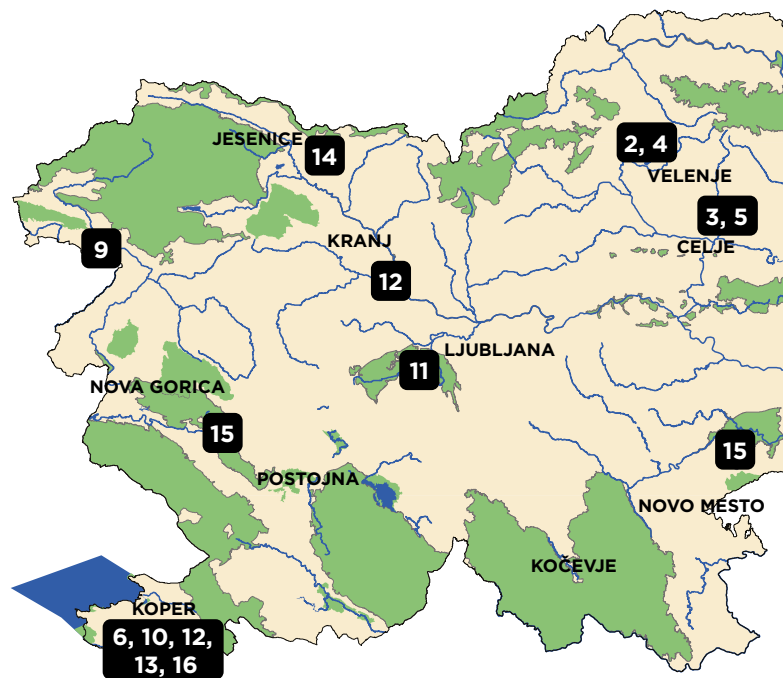 JESENICE
14
2, 4
VELENJE
3, 5
CELJE
9
KRANJ
12
LJUBLJANA
11
NOVA GORICA
15
15
POSTOJNA
NOVO MESTO
KOČEVJE
KOPER
6, 10, 12,
13, 16